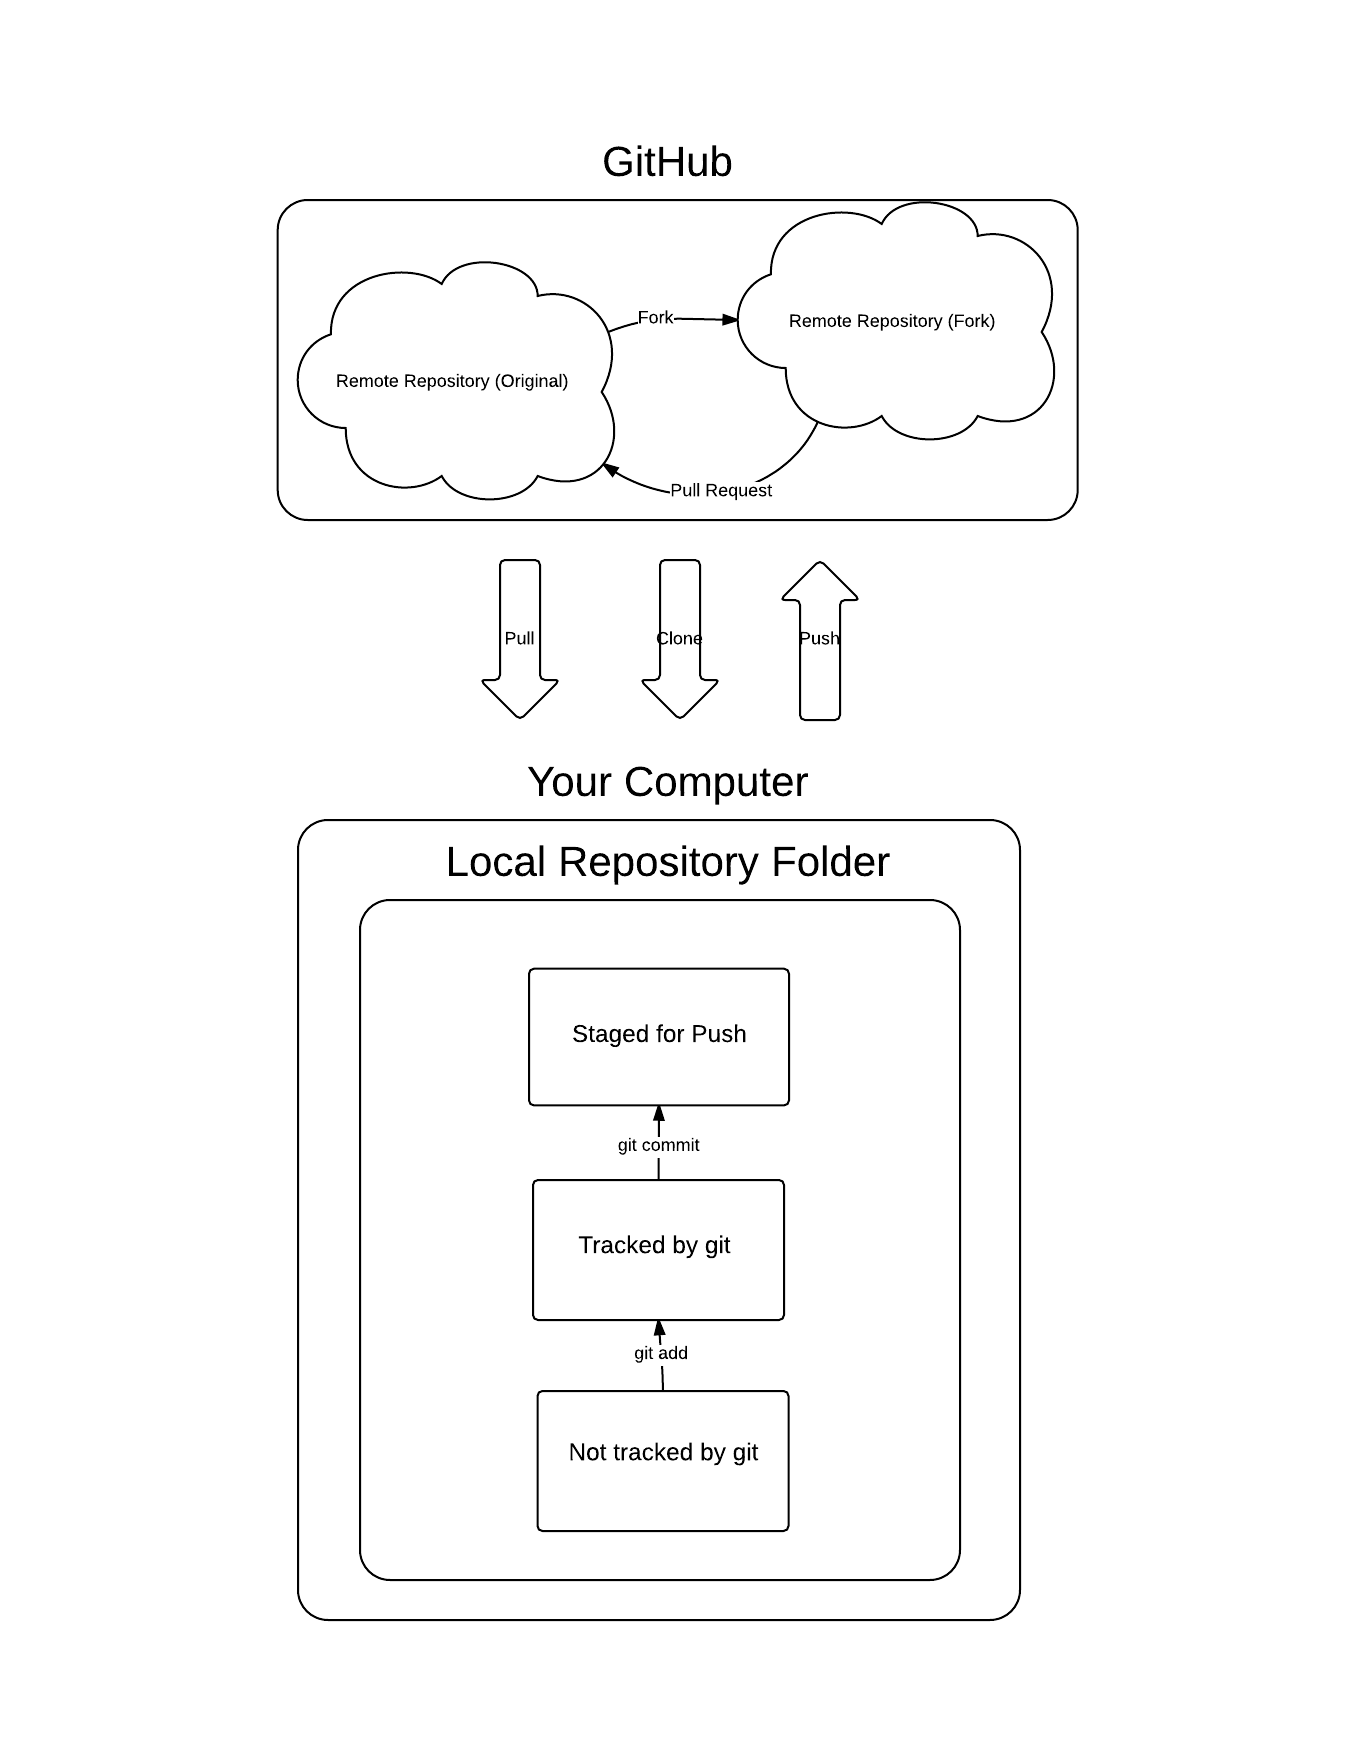 GitHub
Fork
Remote Repository (Fork)
Remote Repository (Original)
Pull Request
Pull
Clone
Push
Your Computer
Local Repository Folder
Staged for Push
git commit
Tracked by git
git add
Not tracked by git